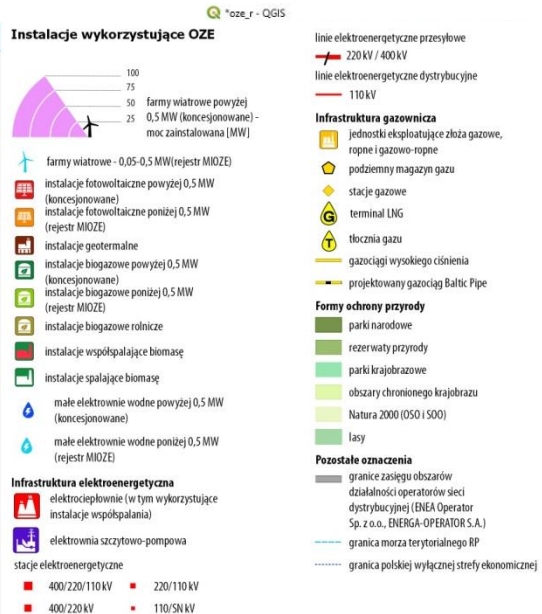 *oze_r - QGIS
Instalacje wykorzystujące OZE
100
75
50
25
farmy wiatrowe powyżej
0,5 MW (koncesjonowane) -
moc zainstalowana [MW]
farmy wiatrowe - 0,05-0,5 MW(rejestr MIOZE)
instalacje fotowoltaiczne powyżej 0,5 MW
(koncesjonowane)
instalacje fotowoltaiczne poniżej 0,5 MW
(rejestr MIOZE)
instalacje geotermalne
instalacje biogazowe powyżej 0,5 MW
(koncesjonowane)
instalacje biogazowe poniżej 0,5 MW
(rejestr MIOZE)
instalacje biogazowe rolnicze
instalacje współspalające biomasę
instalacje spalające biomasę
małe elektrownie wodne powyżej 0,5 MW
(koncesjonowane)
małe elektrownie wodne poniżej 0,5 MW
(rejestr MIOZE)
Infrastruktura elektroenergetyczna
elektrociepłownie (w tym wykorzystujące
instalacje współspalania)
elektrownia szczytowo-pompowa
stacje elektroenergetyczne
400/220/110 kV
220/110 kV
400/220 kV
110/SN kV
linie elektroenergetyczne przesyłowe
220 kV / 400 kV
linie elektroenergetyczne dystrybucyjne
110 kV
Infrastruktura gazownicza
jednostki eksploatujące złoża gazowe,
ropne i gazowo-ropne
podziemny magazyn gazu
stacje gazowe
G
terminal LNG
T
tłocznia gazu
gazociągi wysokiego ciśnienia
projektowany gazociąg Baltic Pipe
Formy ochrony przyrody
parki narodowe
rezerwaty przyrody
parki krajobrazowe
obszary chronionego krajobrazu
Natura 2000 (OSO i SOO)
lasy
Pozostałe oznaczenia
granice zasięgu obszarów
działalności operatorów sieci
dystrybucyjnej (ENEA Operator
Sp. z o.o., ENERGA-OPERATOR S.A.)
granica morza terytorialnego RP
granica polskiej wyłącznej strefy ekonomicznej